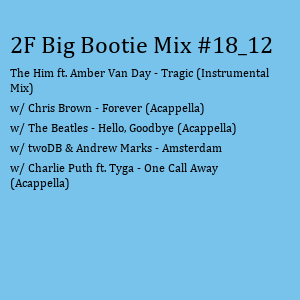 2F Big Bootie Mix #18_12
The Him ft. Amber Van Day - Tragic (Instrumental
Mix)
w/ Chris Brown - Forever (Acappella)
w/ The Beatles - Hello, Goodbye (Acappella)
w/ twoDB & Andrew Marks - Amsterdam
w/ Charlie Puth ft. Tyga - One Call Away
(Acappella)